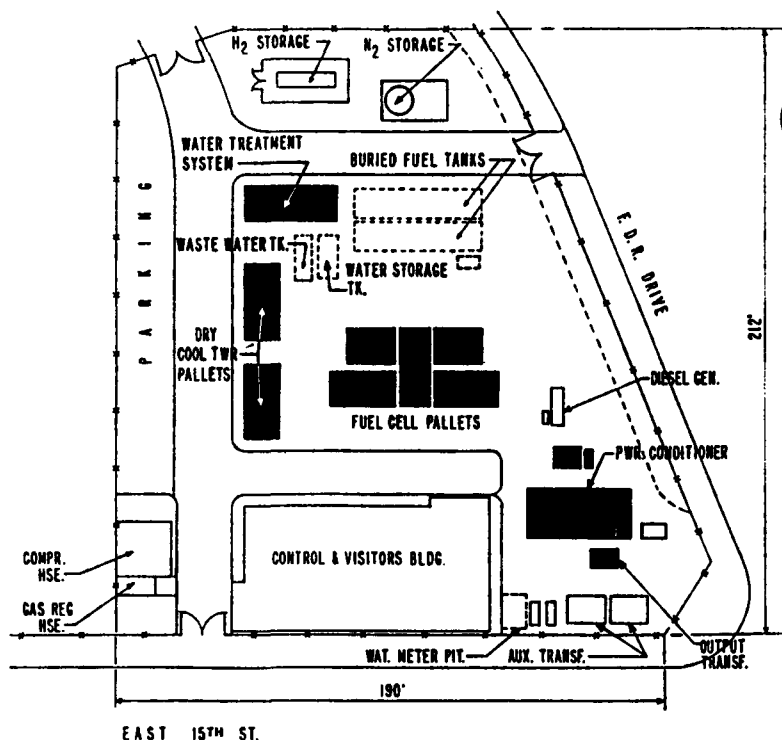 H2 STORAGE
N2 STORAGE
WATER TREATMENT
SYSTEM
BURIED FUEL TANKS
PARKING
WASTE WATER TK.
WATER STORAGE
TK.
F. D. R. DRIVE
212'
DRY
COOL TWR
PALLETS
FUEL CELL PALLETS
DIESEL GEN.
PWR. CONDITIONER
COMPR.
HSE.
CONTROL & VISITORS BLDG.
GAS REG
HSE.
WAT. METER PIT.
AUX. TRANSF.
OUTPUT
TRANSF.
190'
EAST 15TH ST.